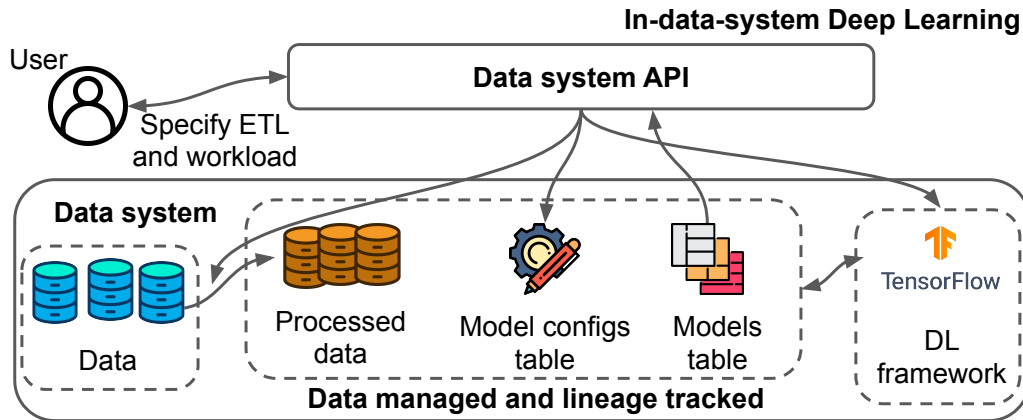 In-data-system Deep Learning
User
Data system API
Specify ETL
and workload
Data system
TensorFlow
Processed
data
Model configs
table
Models
table
Data
DL
framework
Data managed and lineage tracked